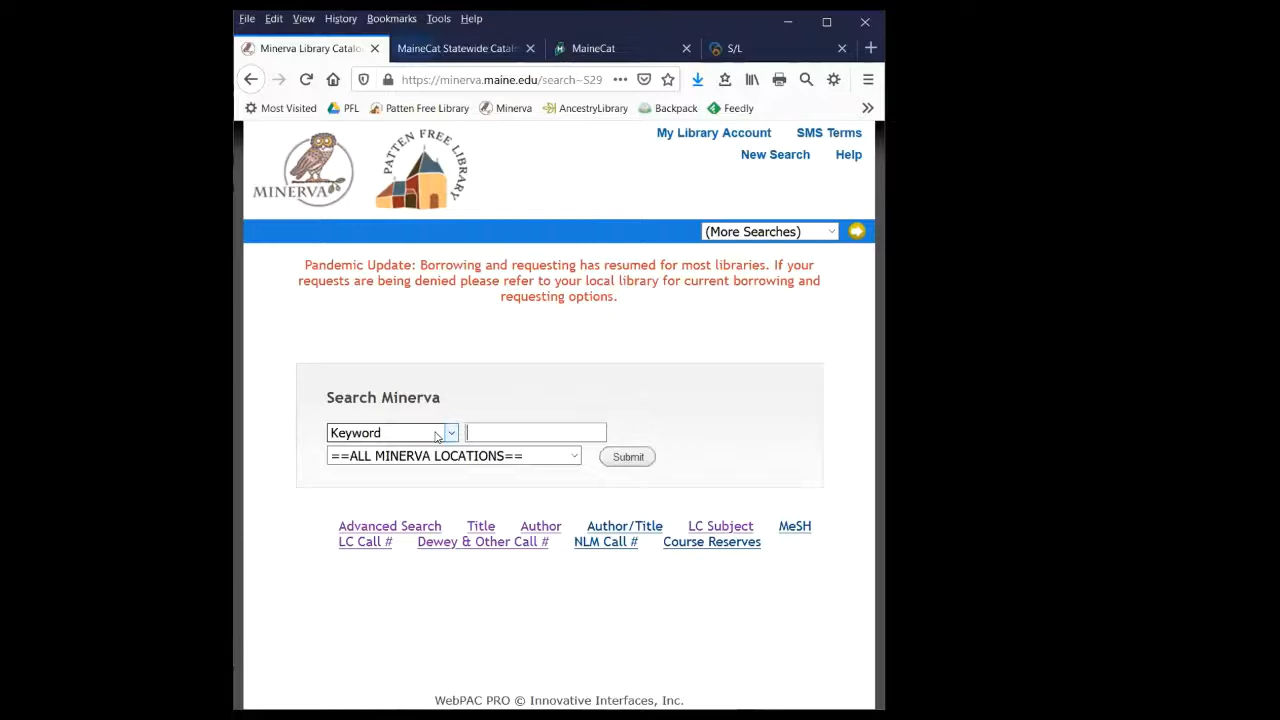 File Edit View History Bookmarks Tools Help
Minerva Library Catalo MaineCat Statewide Catal MaineCat S/L
https://minerva.maine.edu/search~S29
Most Visited PFL Patten Free Library Minerva AncestryLibrary Backpack Feedly
MINERVA
PATTEN FREE LIBRARY
My Library Account SMS Terms
New Search Help
(More Searches)
Pandemic Update: Borrowing and requesting has resumed for most libraries. If your
requests are being denied please refer to your local library for current borrowing and
requesting options.
Search Minerva
Keyword
==ALL MINERVA LOCATIONS== Submit
Advanced Search Title Author Author/Title LC Subject MeSH
LC Call # Dewey & Other Call # NLM Call # Course Reserves
WebPAC PRO © Innovative Interfaces, Inc.